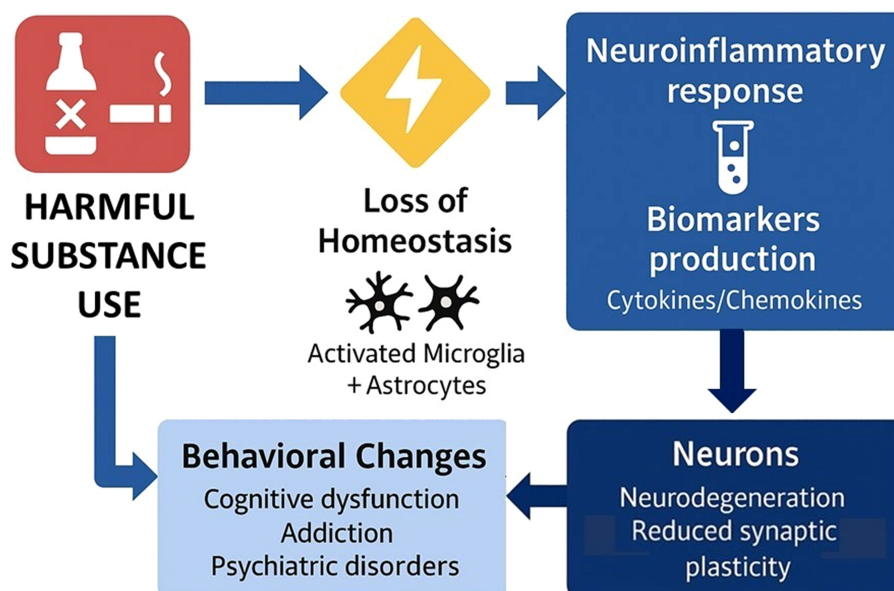 HARMFUL
SUBSTANCE
USE
Loss of
Homeostasis
Activated Microglia
+ Astrocytes
Neuroinflammatory
response
Biomarkers
production
Cytokines/Chemokines
Behavioral Changes
Cognitive dysfunction
Addiction
Psychiatric disorders
Neurons
Neurodegeneration
Reduced synaptic
plasticity